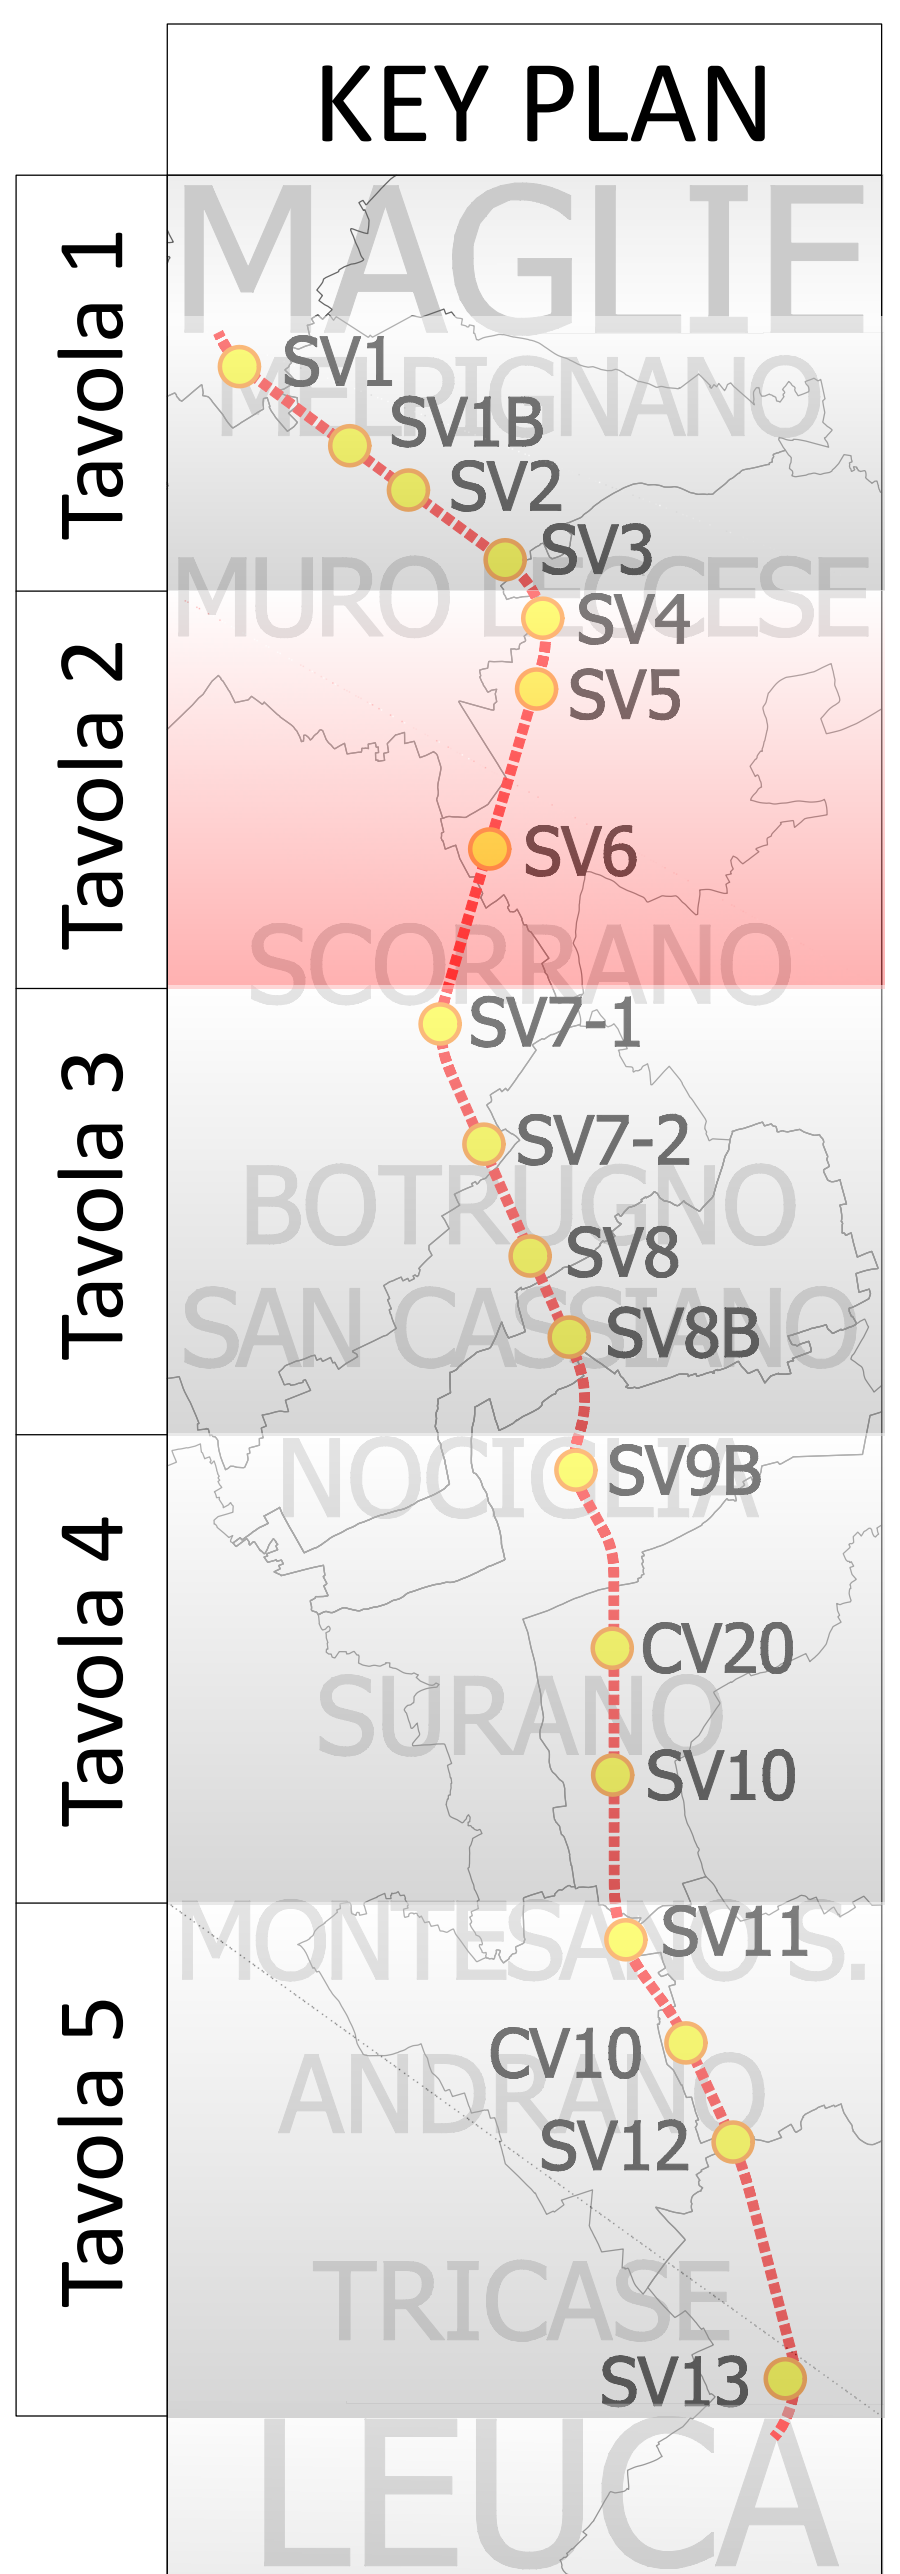 KEY PLAN
Tavola 1
MAGLIE
SV1
MELPIGNANO
SV1B
SV2
SV3
MURO LECCESE
Tavola 2
SV4
SV5
SV6
SCORRANO
Tavola 3
SV7-1
SV7-2
BOTRUGNO
SV8
SAN CASSIANO
SV8B
Tavola 4
NOCIGLIA
SV9B
CV20
SURANO
SV10
Tavola 5
MONTESANO S.
SV11
CV10
ANDRANO
SV12
TRICASE
SV13
LEUCA